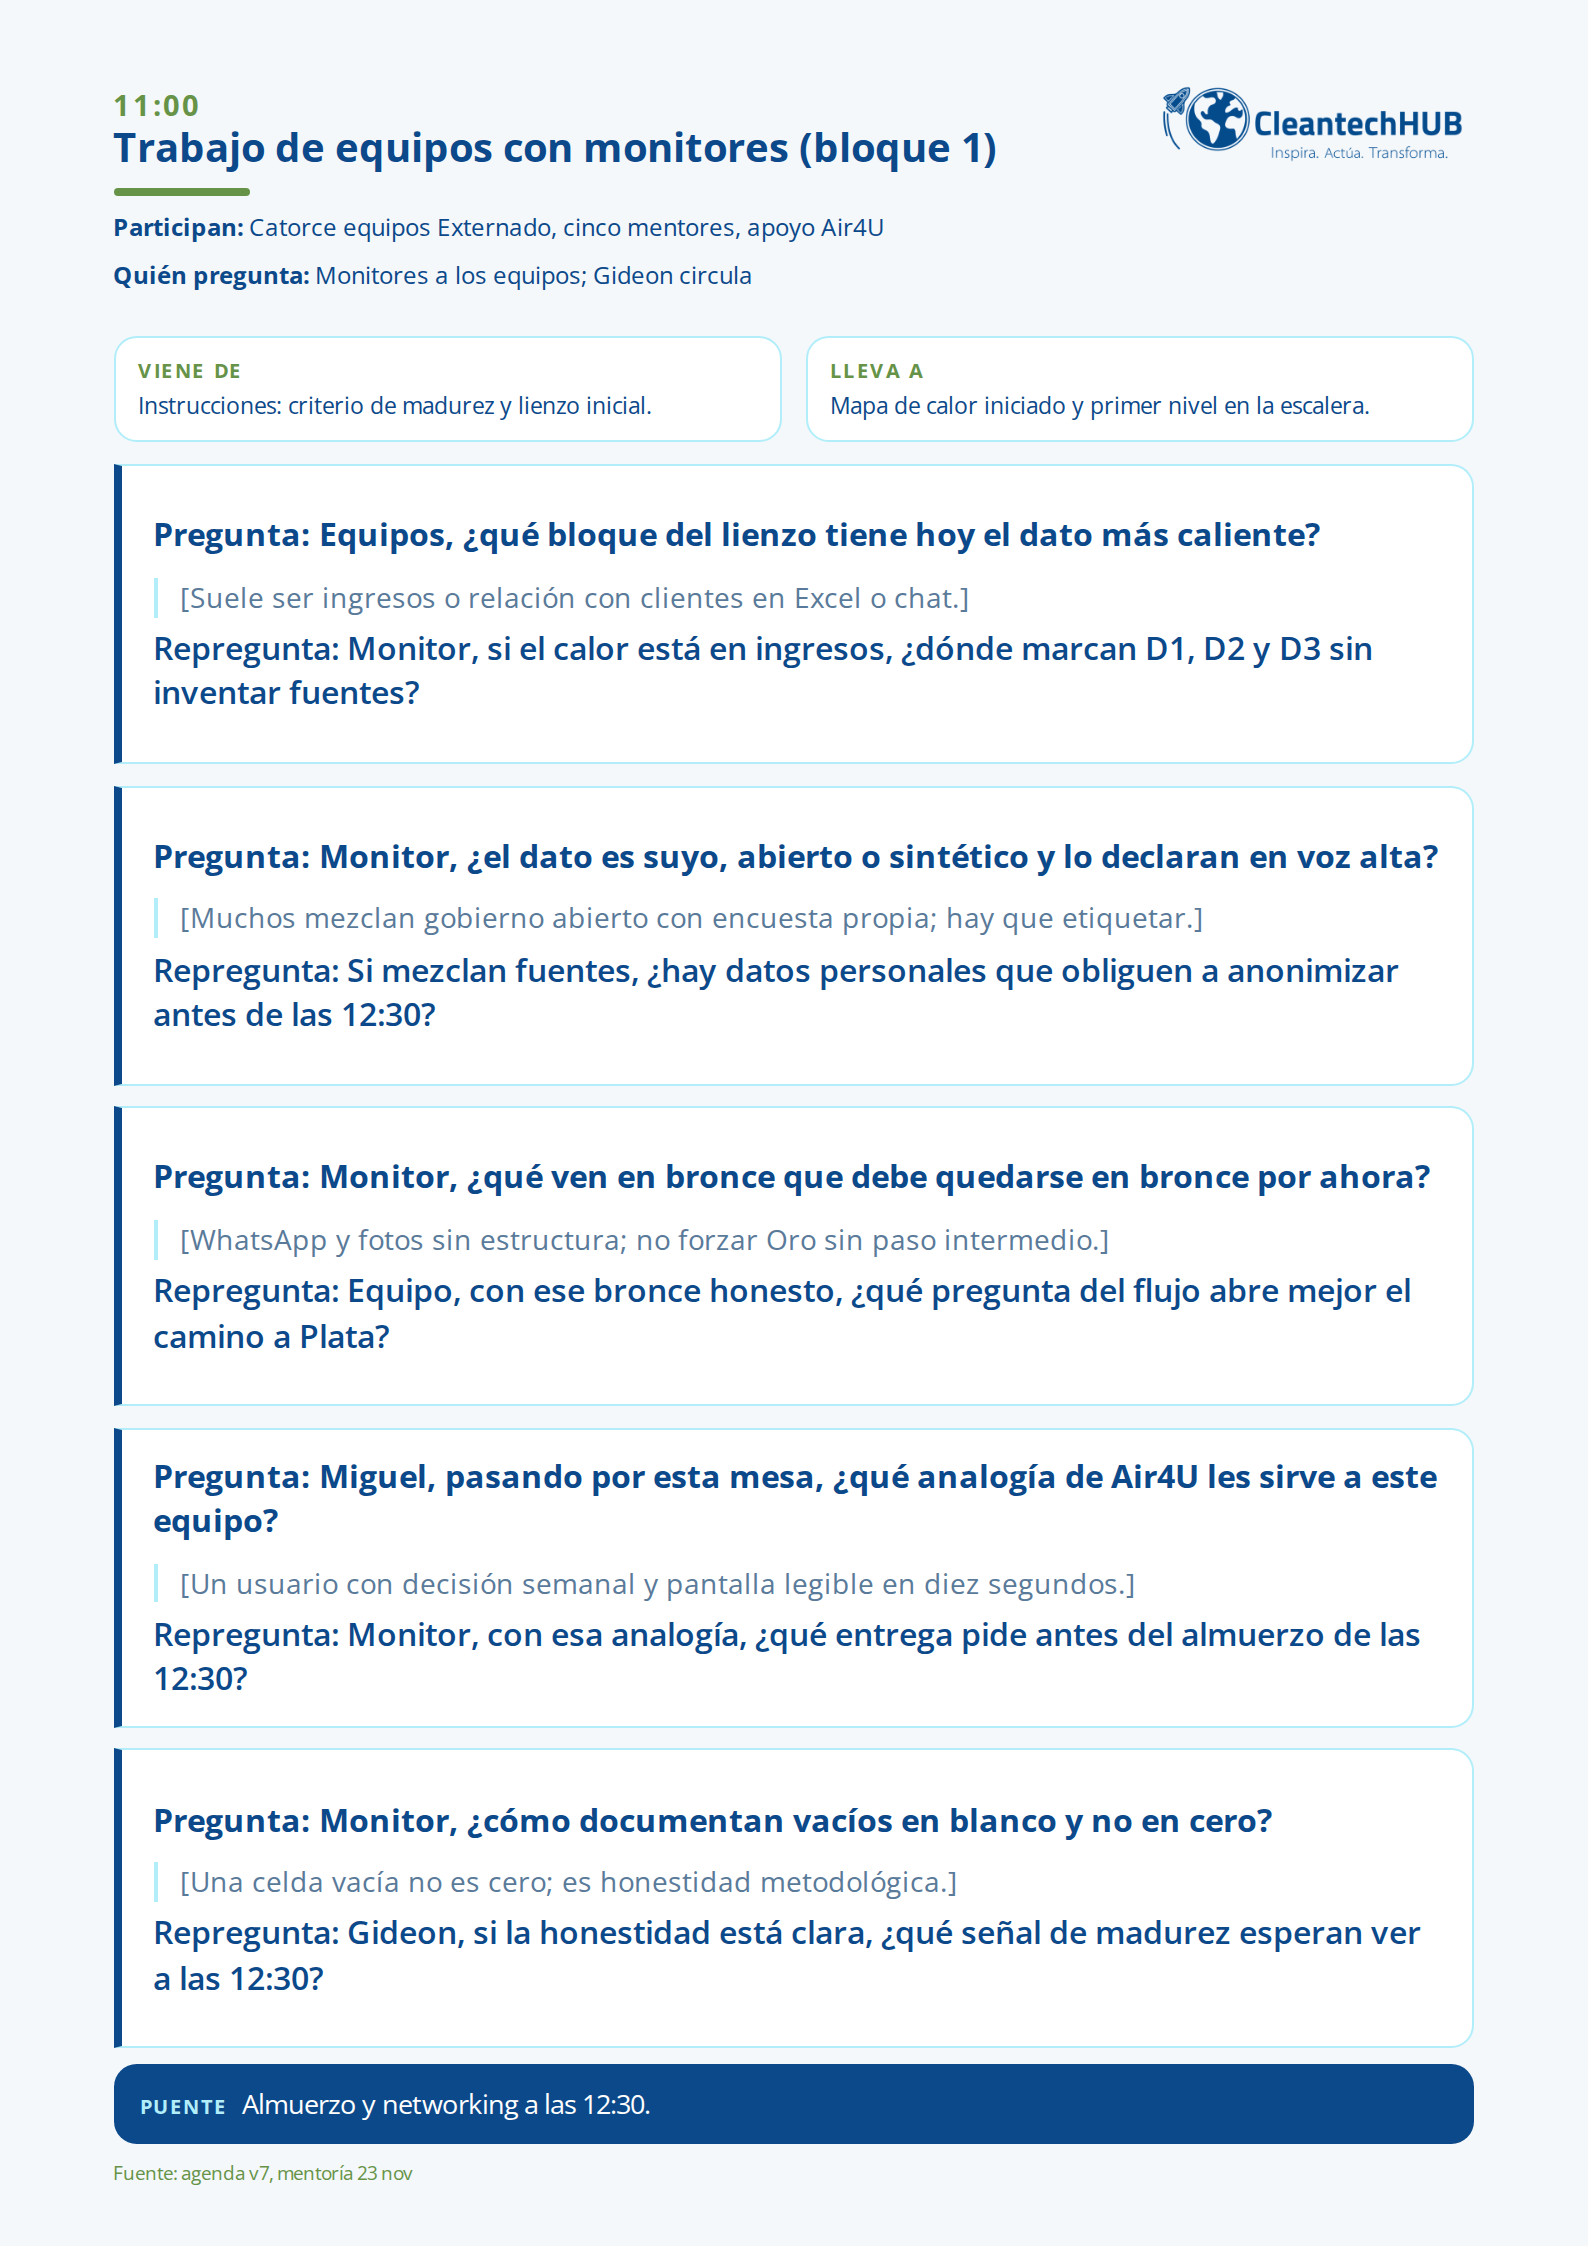 11:00
Trabajo de equipos con monitores (bloque 1)
CleantechHUB
Inspira. Actúa. Transforma.
Participan: Catorce equipos Externado, cinco mentores, apoyo Air4U
Quién pregunta: Monitores a los equipos; Gideon circula
VIENE DE
Instrucciones: criterio de madurez y lienzo inicial.
LLEVA A
Mapa de calor iniciado y primer nivel en la escalera.
Pregunta: Equipos, ¿qué bloque del lienzo tiene hoy el dato más caliente?
[Suele ser ingresos o relación con clientes en Excel o chat.]
Repregunta: Monitor, si el calor está en ingresos, ¿dónde marcan D1, D2 y D3 sin
inventar fuentes?
Pregunta: Monitor, ¿el dato es suyo, abierto o sintético y lo declaran en voz alta?
[Muchos mezclan gobierno abierto con encuesta propia; hay que etiquetar.]
Repregunta: Si mezclan fuentes, ¿hay datos personales que obliguen a anonimizar
antes de las 12:30?
Pregunta: Monitor, ¿qué ven en bronce que debe quedarse en bronce por ahora?
[WhatsApp y fotos sin estructura; no forzar Oro sin paso intermedio.]
Repregunta: Equipo, con ese bronce honesto, ¿qué pregunta del flujo abre mejor el
camino a Plata?
Pregunta: Miguel, pasando por esta mesa, ¿qué analogía de Air4U les sirve a este
equipo?
[Un usuario con decisión semanal y pantalla legible en diez segundos.]
Repregunta: Monitor, con esa analogía, ¿qué entrega pide antes del almuerzo de las
12:30?
Pregunta: Monitor, ¿cómo documentan vacíos en blanco y no en cero?
[Una celda vacía no es cero; es honestidad metodológica.]
Repregunta: Gideon, si la honestidad está clara, ¿qué señal de madurez esperan ver
a las 12:30?
PUENTE Almuerzo y networking a las 12:30.
Fuente: agenda v7, mentoría 23 nov